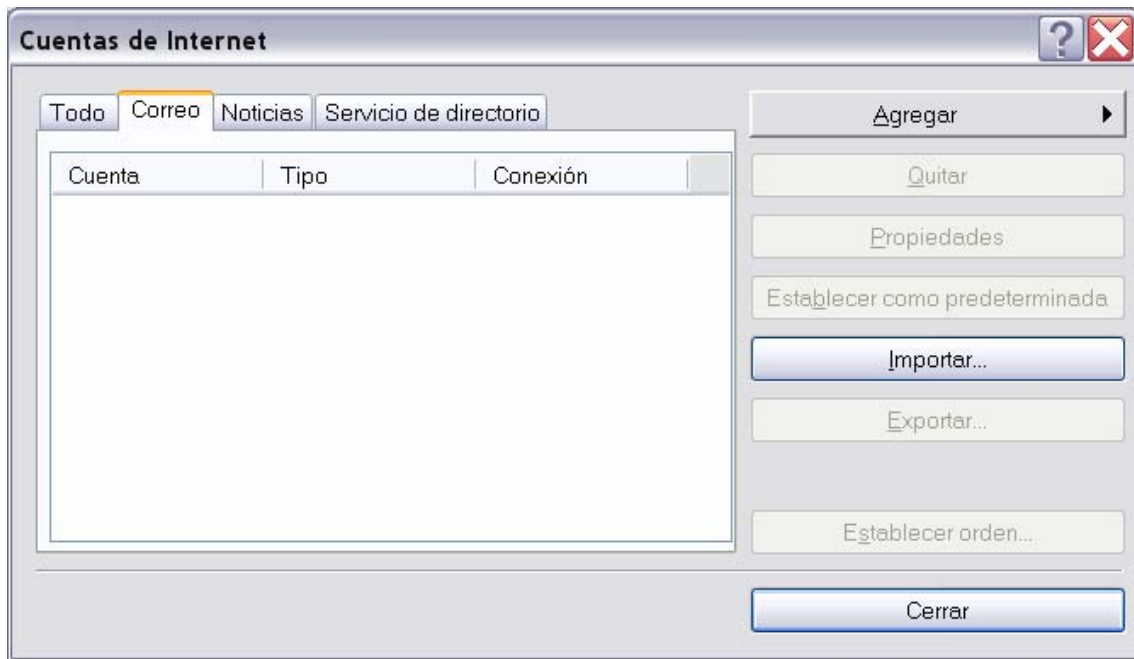 Cuentas de Internet
Todo Correo Noticias Servicio de directorio
Cuenta Tipo Conexión
Agregar
Quitar
Propiedades
Establecer como predeterminada
Importar...
Exportar...
Establecer orden...
Cerrar